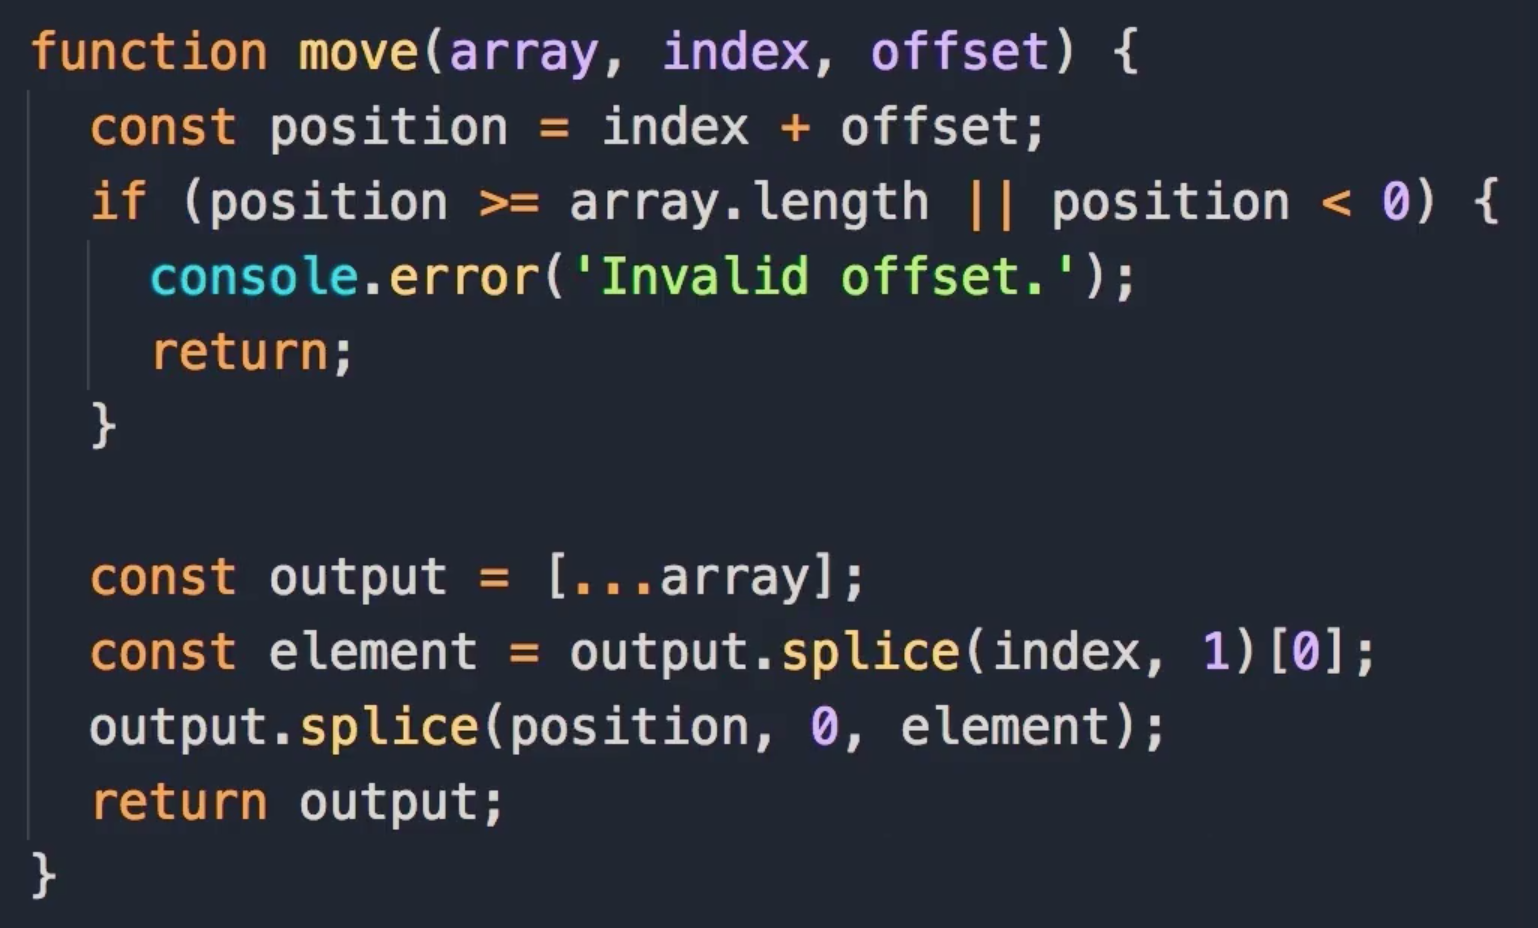 function move(array, index, offset) {
  const position = index + offset;
  if (position >= array.length || position < 0) {
    console.error('Invalid offset.');
    return;
  }

  const output = [...array];
  const element = output.splice(index, 1)[0];
  output.splice(position, 0, element);
  return output;
}